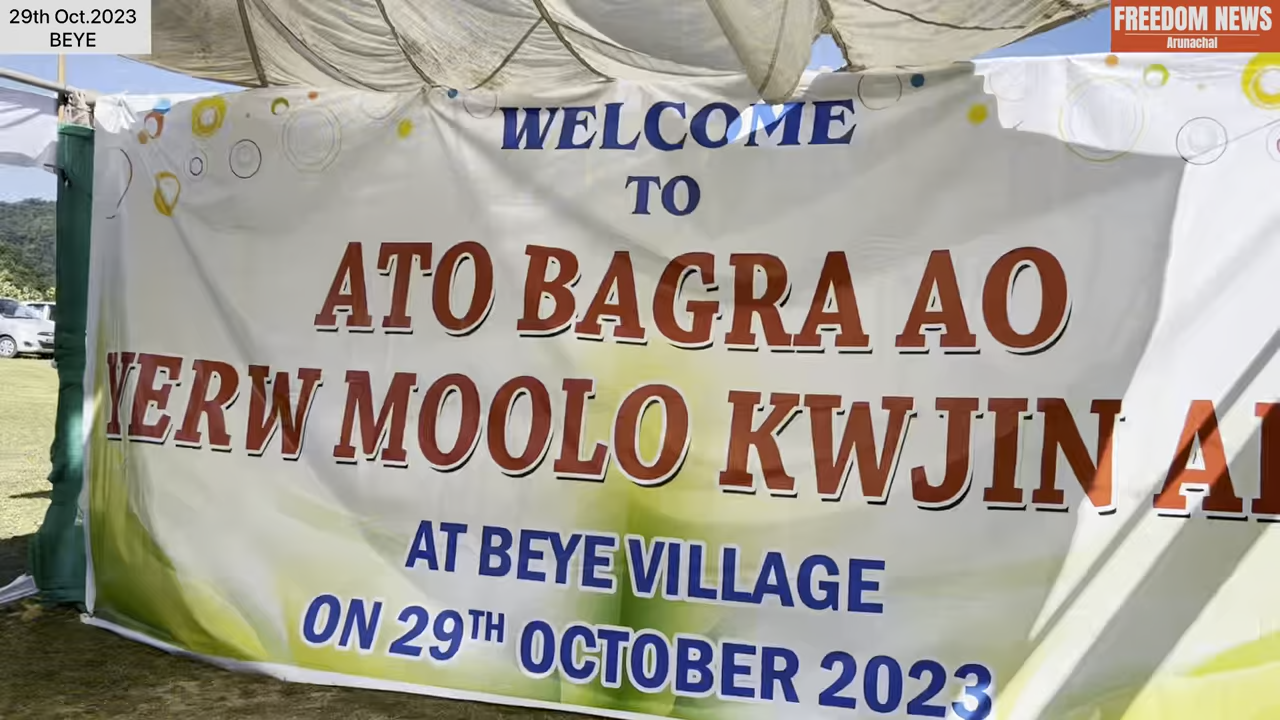 29th Oct.2023
BEYE
FREEDOM NEWS
Arunachal
WELCOME
TO
ATO BAGRA AO
YERW MOOLO KWJIN
AT BEYE VILLAGE
ON 29TH OCTOBER 2023